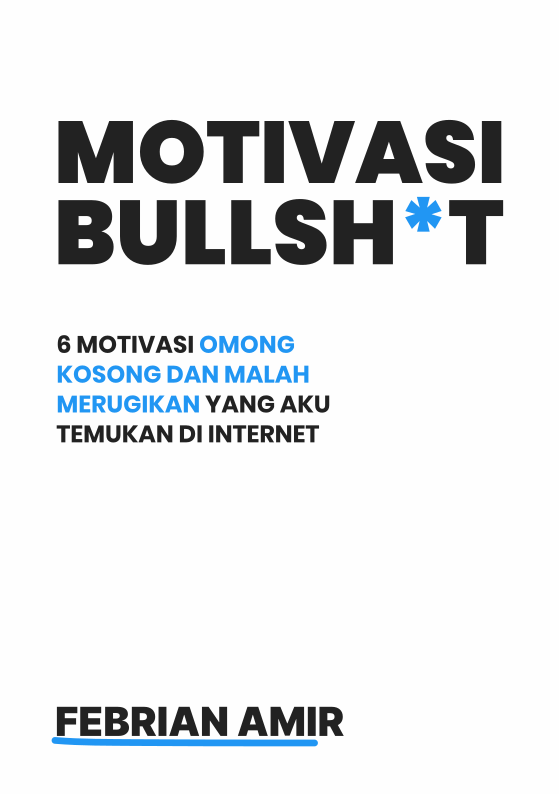 MOTIVASI
BULLSH*T
6 MOTIVASI OMONG
KOSONG DAN MALAH
MERUGIKAN YANG AKU
TEMUKAN DI INTERNET
FEBRIAN AMIR